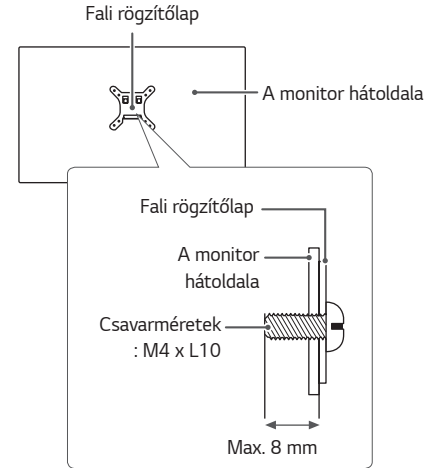 Fali rögzítőlap
A monitor hátoldala
Fali rögzítőlap
A monitor
hátoldala
Csavarméretek
: M4 x L10
Max. 8 mm